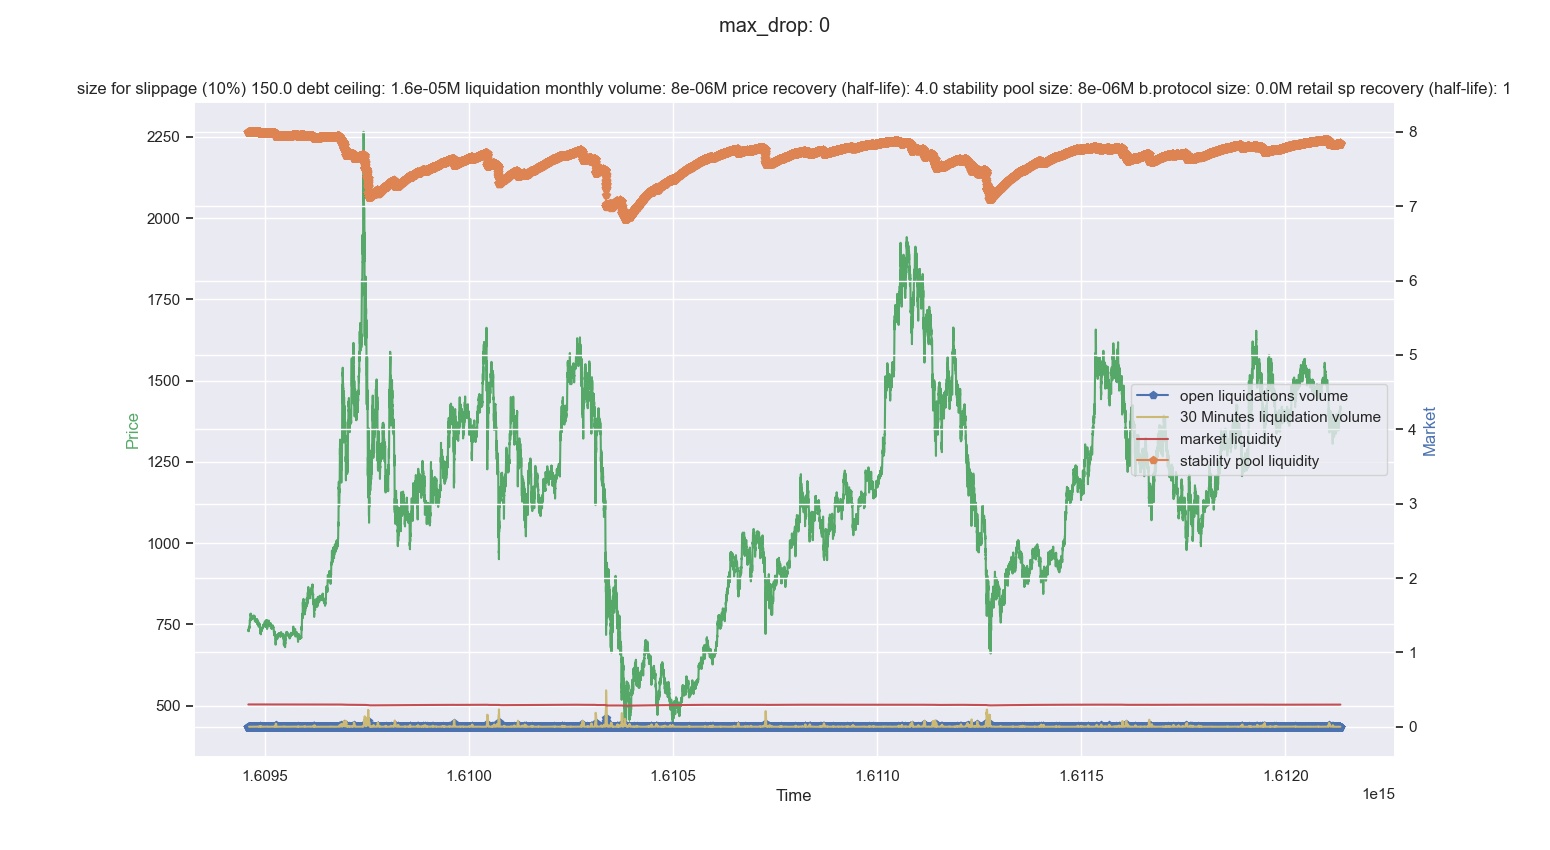 max_drop: 0
size for slippage (10%) 150.0 debt ceiling: 1.6e-05M liquidation monthly volume: 8e-06M price recovery (half-life): 4.0 stability pool size: 8e-06M b.protocol size: 0.0M retail sp recovery (half-life): 1
2250
2000
1750
1500
1250
1000
750
500
Price
8
7
6
5
4
3
2
1
0
Market
open liquidations volume
30 Minutes liquidation volume
market liquidity
stability pool liquidity
1.6095
1.6100
1.6105
1.6110
1.6115
1.6120
Time
1e15